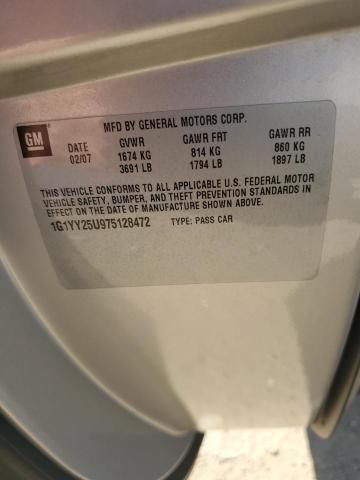 MFD BY GENERAL MOTORS CORP.
GM DATE GVWR GAWR FRT GAWR RR
02/07 1674 KG 814 KG 860 KG
3691 LB 1794 LB 1897 LB
THIS VEHICLE CONFORMS TO ALL APPLICABLE U.S. FEDERAL MOTOR
VEHICLE SAFETY, BUMPER, AND THEFT PREVENTION STANDARDS IN
EFFECT ON THE DATE OF MANUFACTURE SHOWN ABOVE.
1G1YY25U975128472 TYPE: PASS CAR